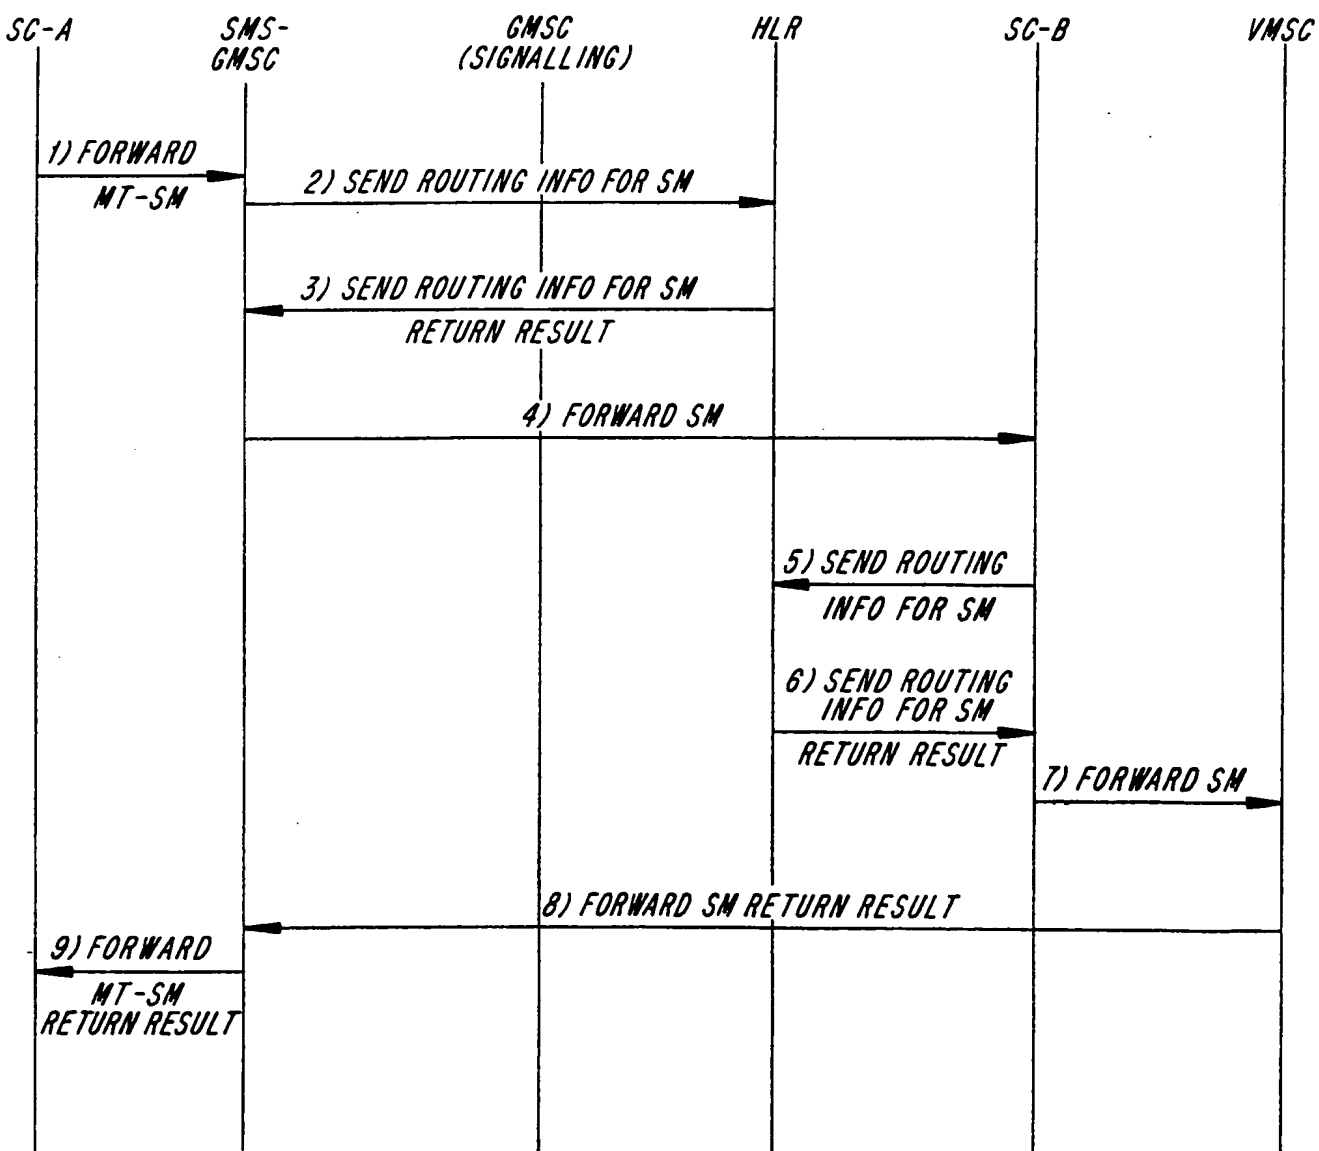 SC-A
SMS-
GMSC
GMSC
(SIGNALLING)
HLR
SC-B
VMSC
1) FORWARD
MT-SM
2) SEND ROUTING INFO FOR SM
3) SEND ROUTING INFO FOR SM
RETURN RESULT
4) FORWARD SM
5) SEND ROUTING
INFO FOR SM
6) SEND ROUTING
INFO FOR SM
RETURN RESULT
7) FORWARD SM
8) FORWARD SM RETURN RESULT
9) FORWARD
MT-SM
RETURN RESULT